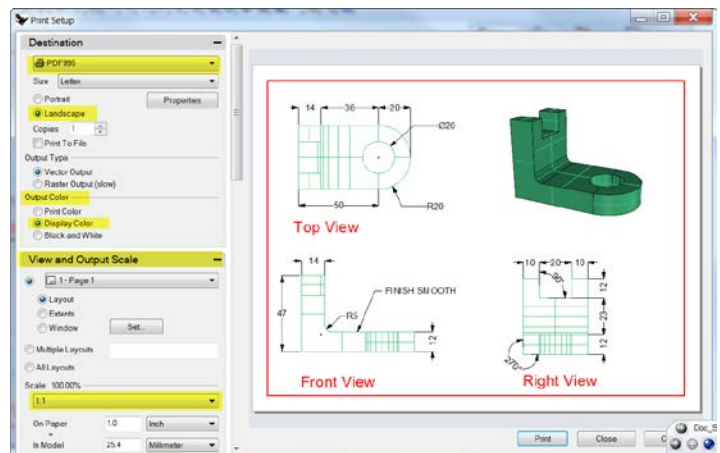 Print Setup
Destination
PDF995
Size Letter
Portrait Properties
Landscape
Copies 1
Print To File
Output Type
Vector Output
Raster Output (slow)
Output Color
Print Color
Display Color
Black and White
View and Output Scale
1 - Page 1
Layout
Extents
Window Set...
Multiple Layouts
All Layouts
Scale: 100.00%
1:1
On Paper 1.0 Inch
In Model 25.4 Millimeter
14 36 20
Ø20
50
R20
Top View
14
47
FINISH SMOOTH
R5
12
Front View
10 20 10
90°
12
23
12
270°
Right View
Print Close
Doc_S